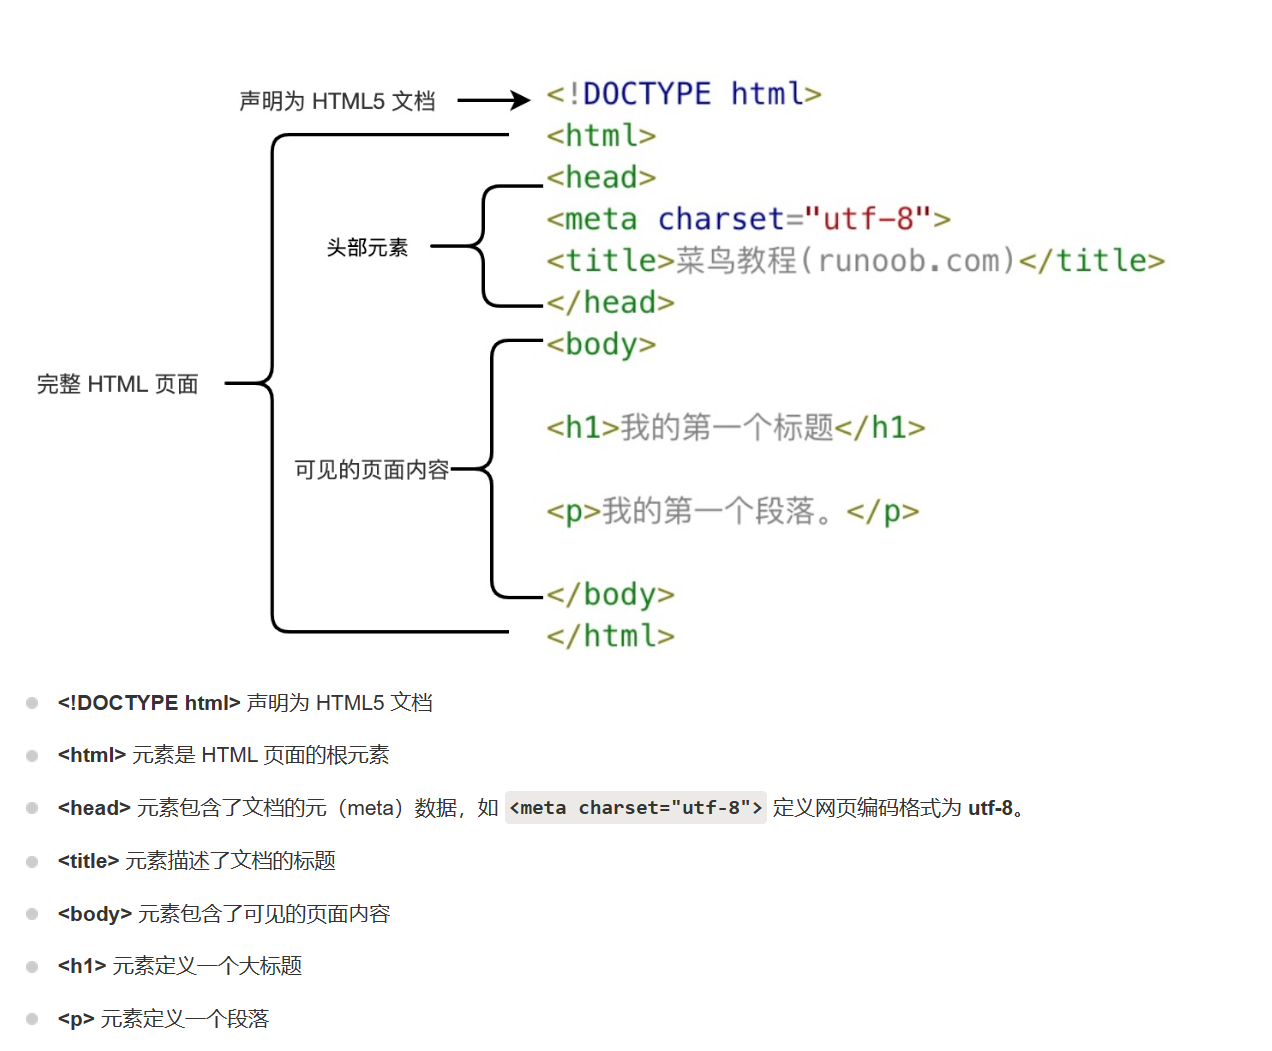 声明为 HTML5 文档
<!DOCTYPE html>
<html>
<head>
<meta charset="utf-8">
头部元素
<title>菜鸟教程(runoob.com)</title>
</head>
<body>
完整 HTML 页面
<h1>我的第一个标题</h1>
可见的页面内容
<p>我的第一个段落。</p>
</body>
</html>
<!DOCTYPE html> 声明为 HTML5 文档
<html> 元素是 HTML 页面的根元素
<head> 元素包含了文档的元（meta）数据，如 <meta charset="utf-8"> 定义网页编码格式为 utf-8。
<title> 元素描述了文档的标题
<body> 元素包含了可见的页面内容
<h1> 元素定义一个大标题
<p> 元素定义一个段落